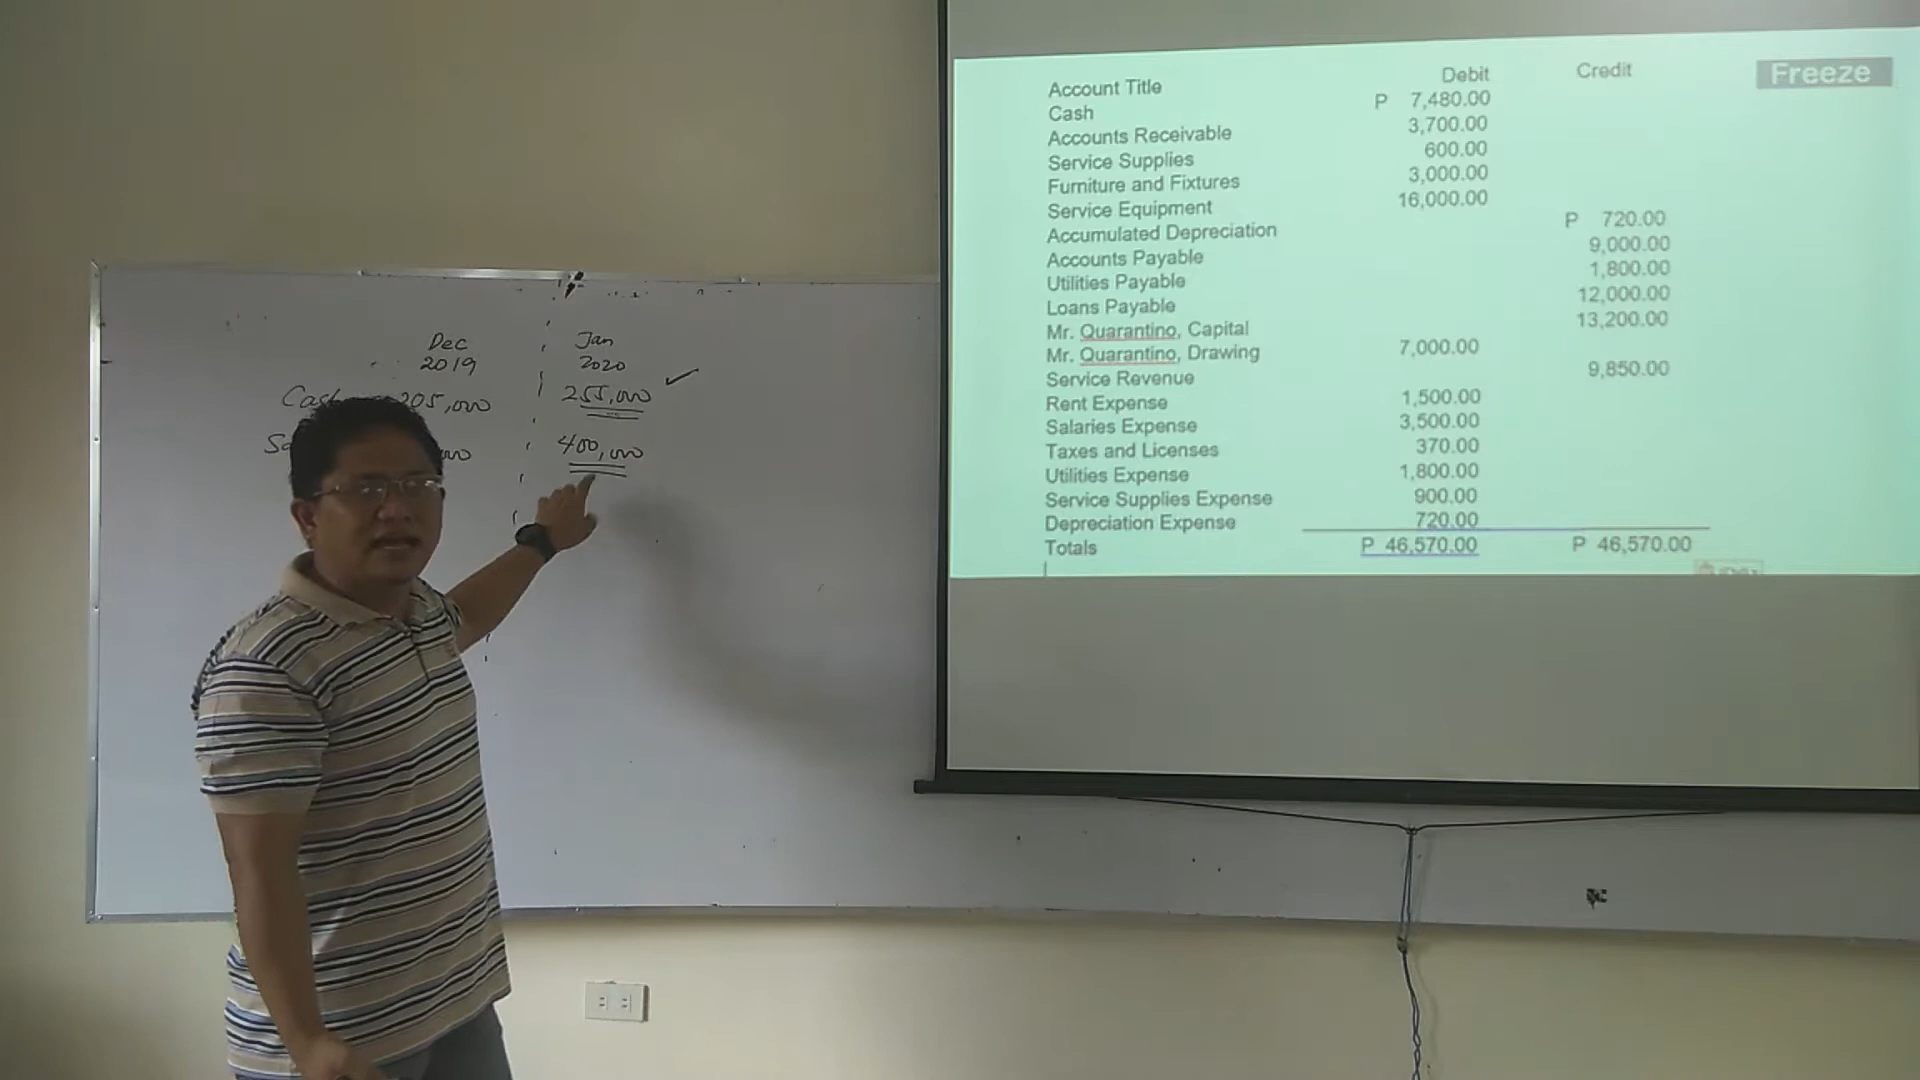 Dec Jan
2019 2020
Cash 205,000 255,000
400,000
Freeze
Account Title Debit Credit
Cash P 7,480.00
Accounts Receivable 3,700.00
Service Supplies 600.00
Furniture and Fixtures 3,000.00
Service Equipment 16,000.00
Accumulated Depreciation P 720.00
Accounts Payable 9,000.00
Utilities Payable 1,800.00
Loans Payable 12,000.00
Mr. Quarantino, Capital 13,200.00
Mr. Quarantino, Drawing 7,000.00
Service Revenue 9,850.00
Rent Expense 1,500.00
Salaries Expense 3,500.00
Taxes and Licenses 370.00
Utilities Expense 1,800.00
Service Supplies Expense 900.00
Depreciation Expense 720.00
Totals P 46,570.00 P 46,570.00